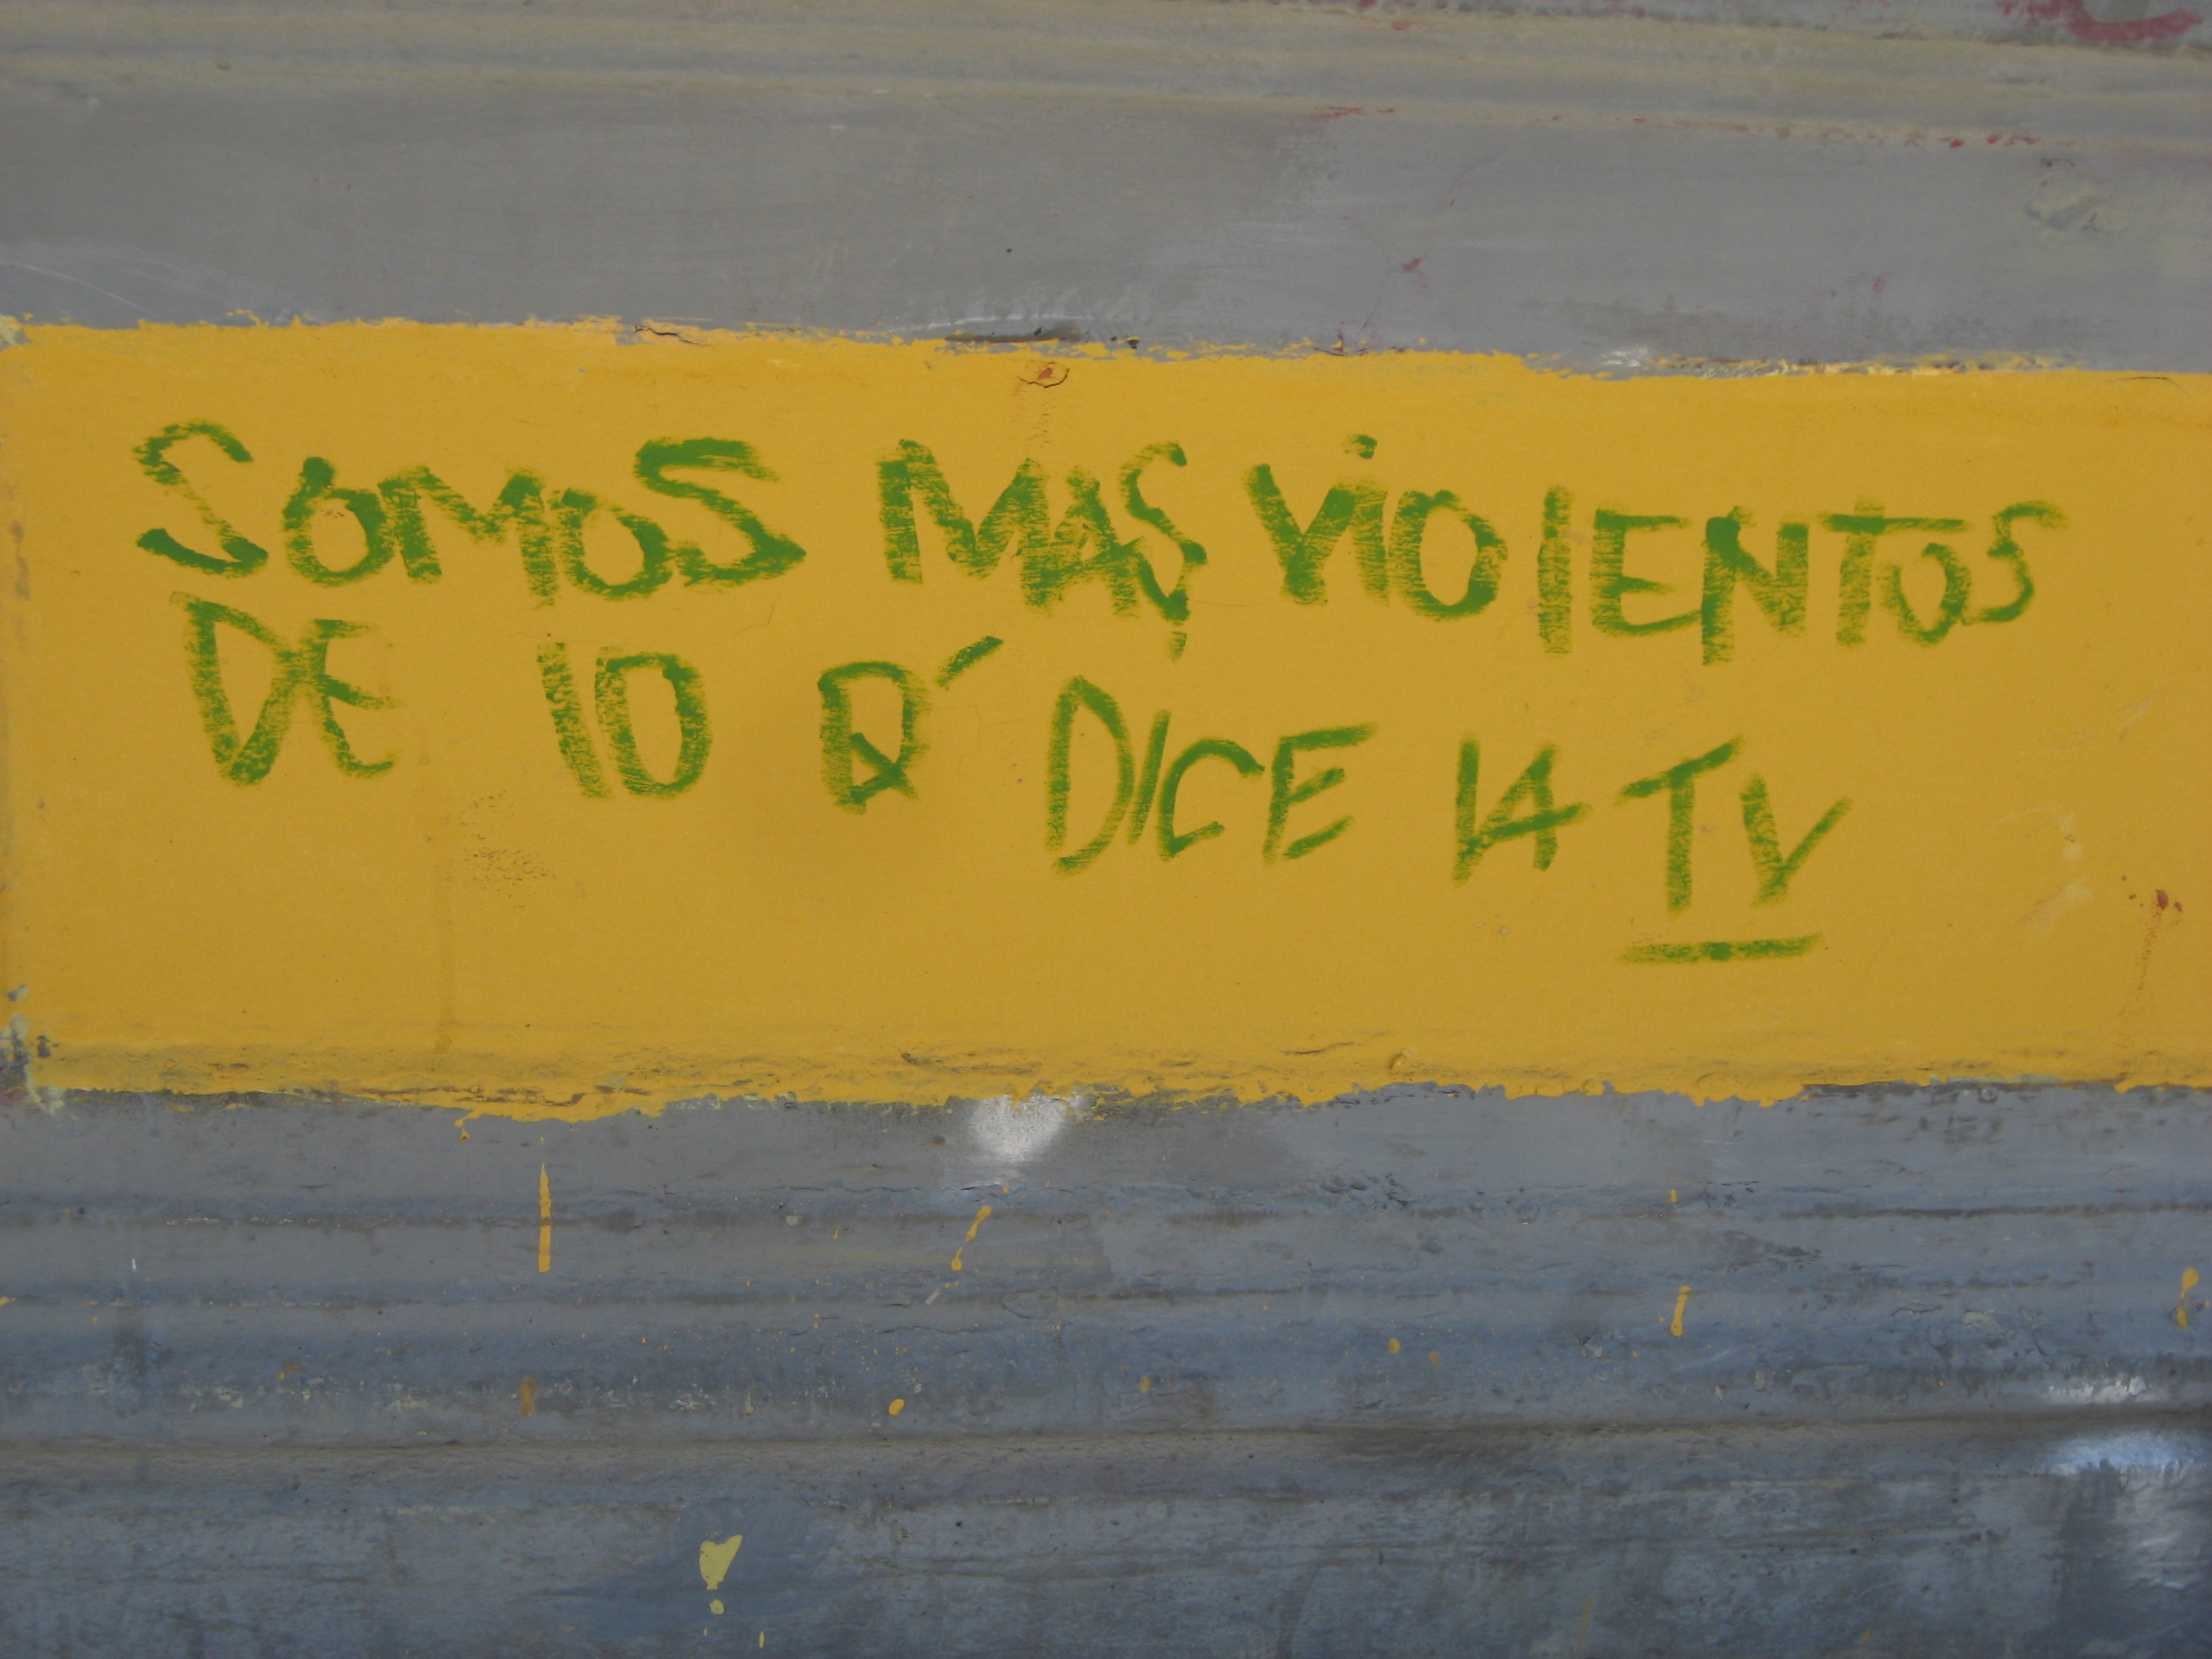 SOMOS MAS VIOlENTOS
DE lO Q´ DICE lA TV